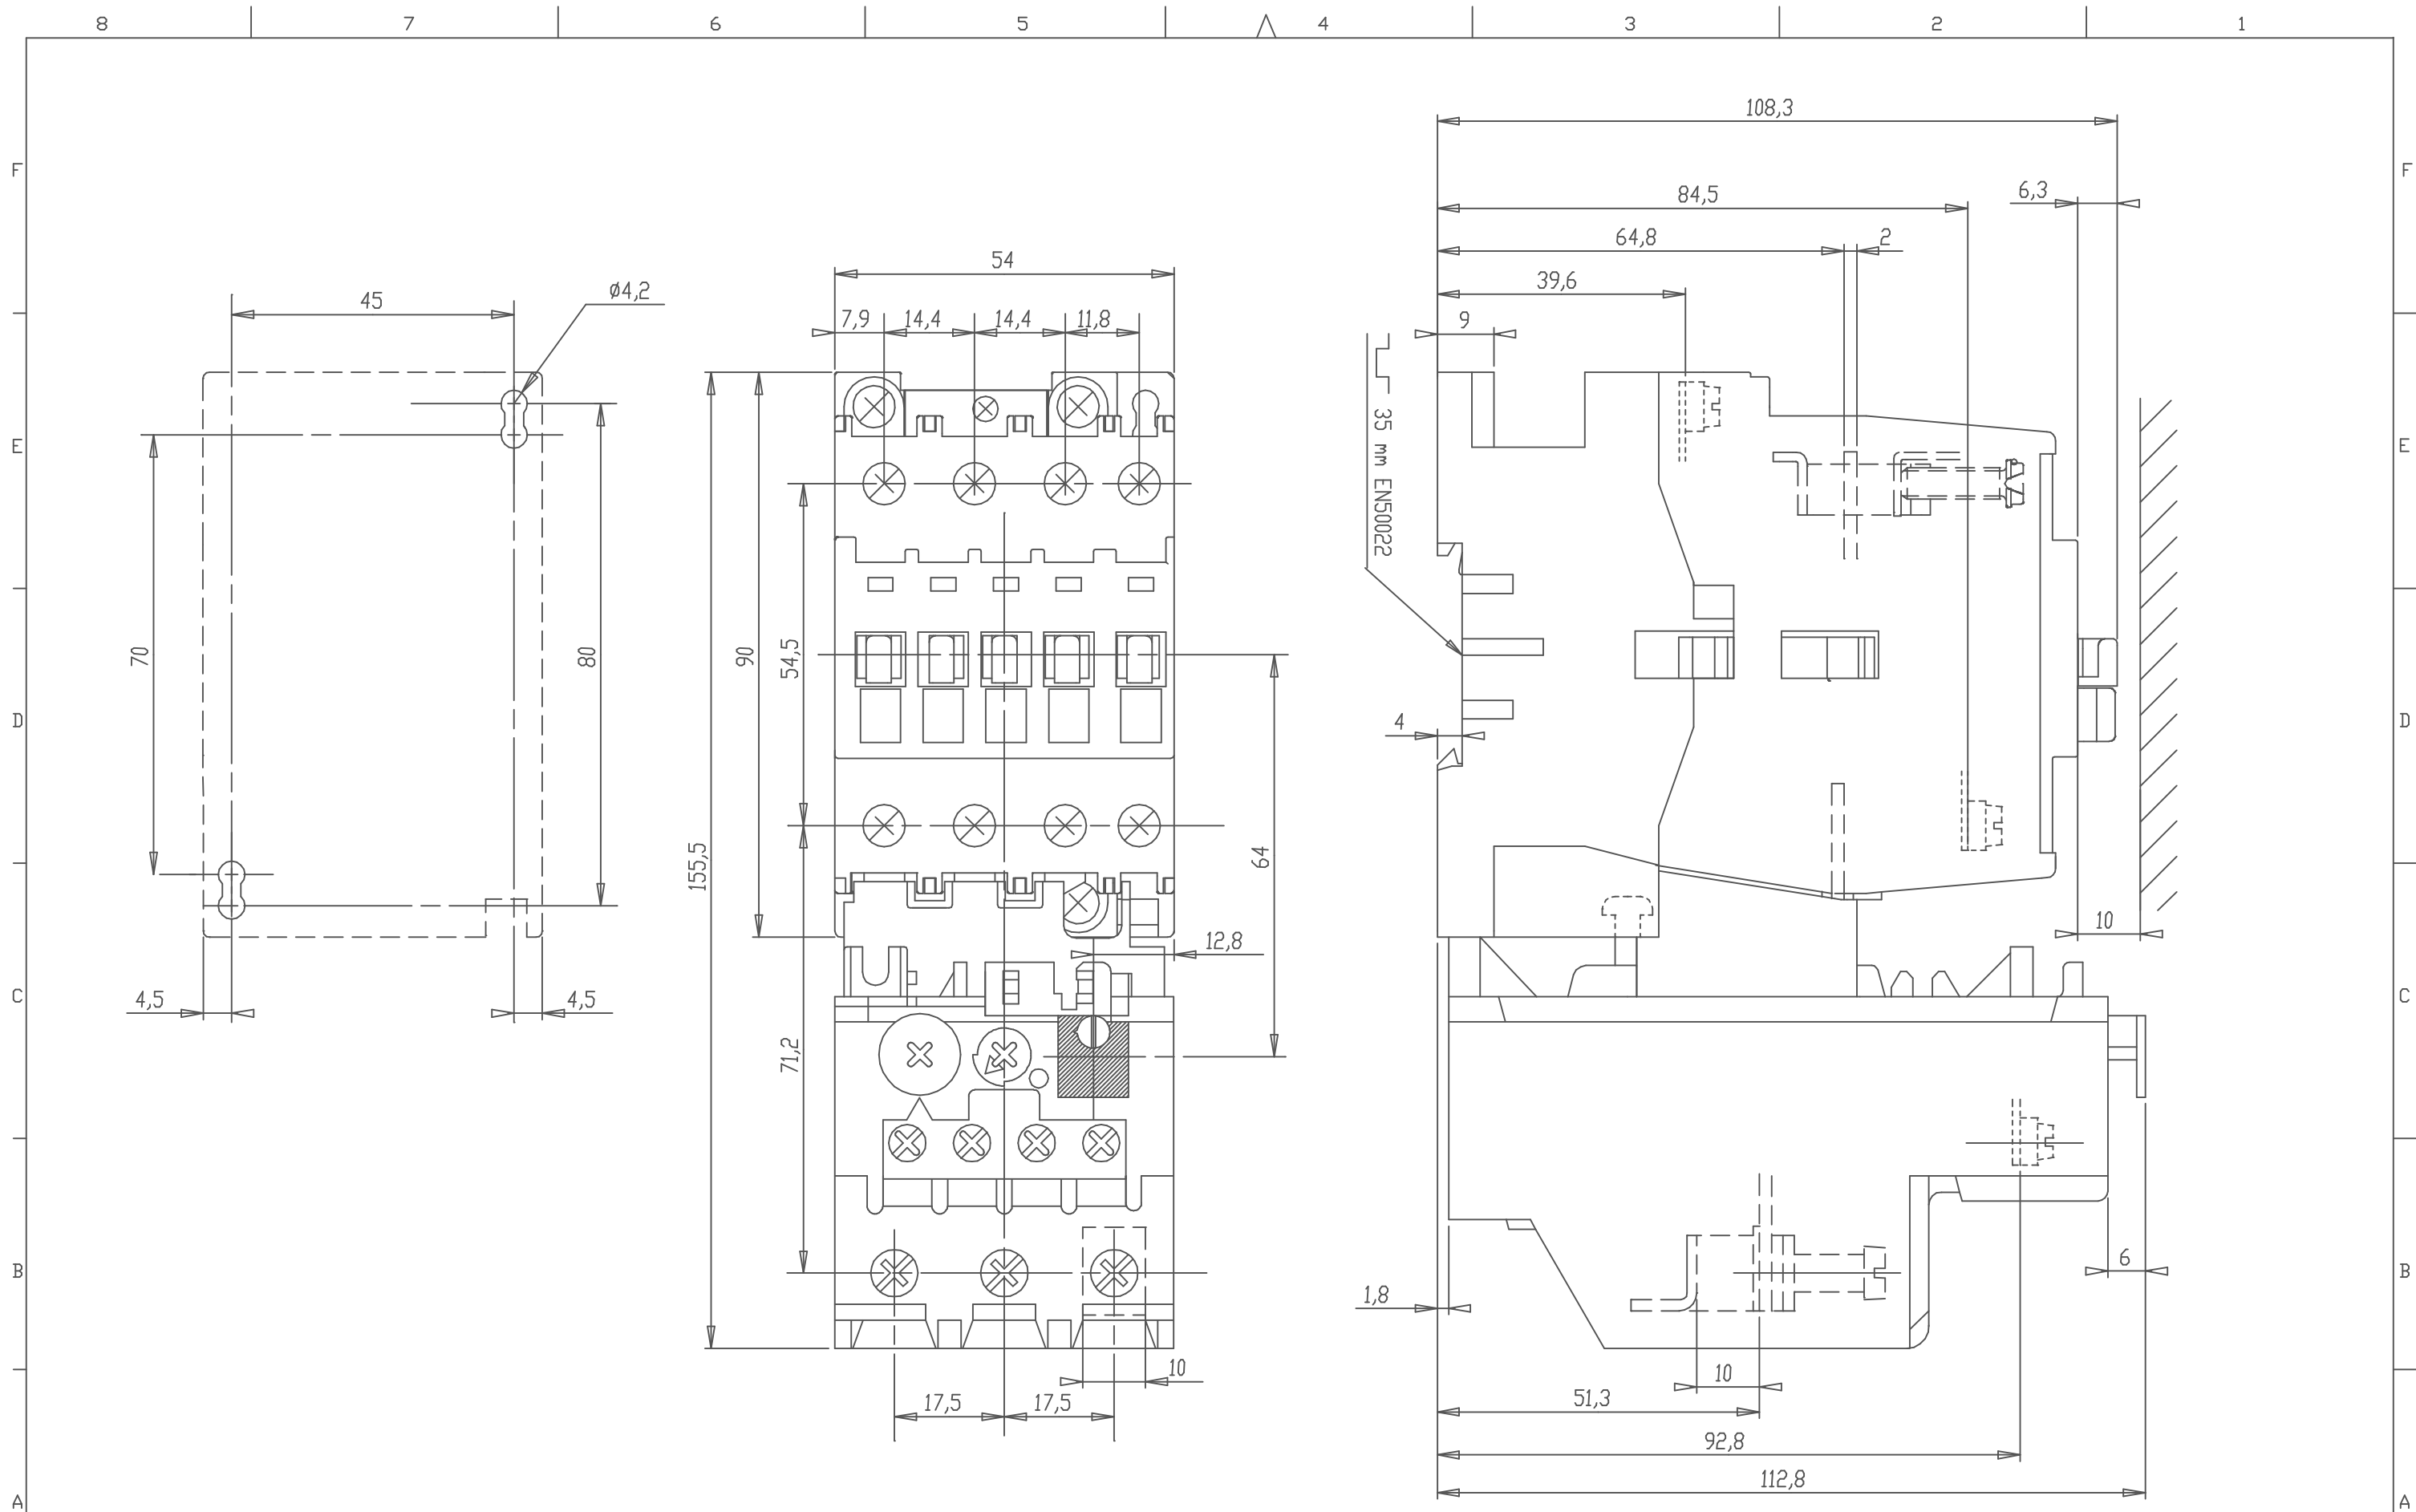 8 7 6 5 4 3 2 1
108,3
F F
84,5 6,3
64,8 2
54
45 ø4,2 39,6
7,9 14,4 14,4 11,8 9
35 mm EN50022
E E
70 80 90 54,5
D 4 D
155,5 64
10
12,8
4,5 4,5
C C
71,2
B 6 B
1,8
10
10
17,5 17,5 51,3
92,8
112,8
A A